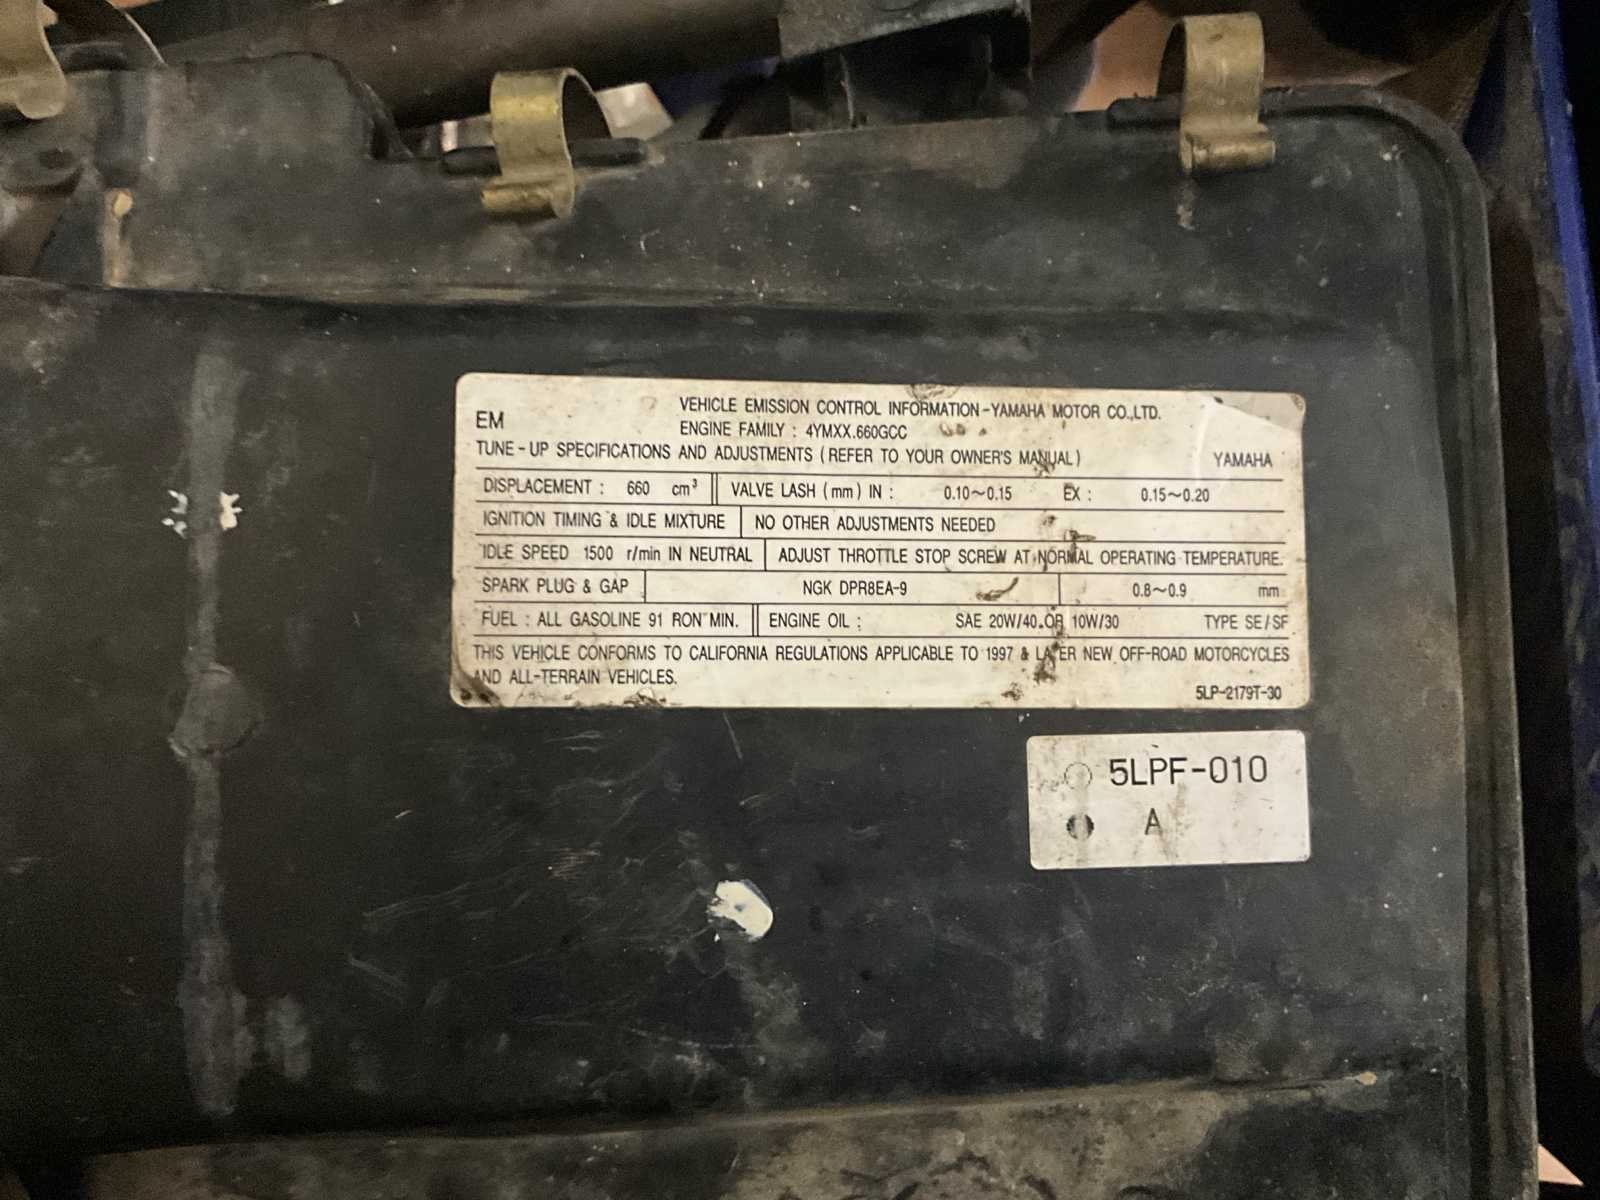 VEHICLE EMISSION CONTROL INFORMATION-YAMAHA MOTOR CO.,LTD.
EM
ENGINE FAMILY : 4YMXX.660GCC
TUNE-UP SPECIFICATIONS AND ADJUSTMENTS (REFER TO YOUR OWNER'S MANUAL)
YAMAHA
DISPLACEMENT : 660 cm³ VALVE LASH (mm) IN : 0.10~0.15 EX : 0.15~0.20
IGNITION TIMING & IDLE MIXTURE NO OTHER ADJUSTMENTS NEEDED
IDLE SPEED 1500 r/min IN NEUTRAL ADJUST THROTTLE STOP SCREW AT NORMAL OPERATING TEMPERATURE.
SPARK PLUG & GAP NGK DPR8EA-9 0.8~0.9 mm
FUEL : ALL GASOLINE 91 RON MIN. ENGINE OIL : SAE 20W/40 OR 10W/30 TYPE SE/SF
THIS VEHICLE CONFORMS TO CALIFORNIA REGULATIONS APPLICABLE TO 1997 & LATER NEW OFF-ROAD MOTORCYCLES
AND ALL-TERRAIN VEHICLES.
5LP-2179T-30
5LPF-010
A